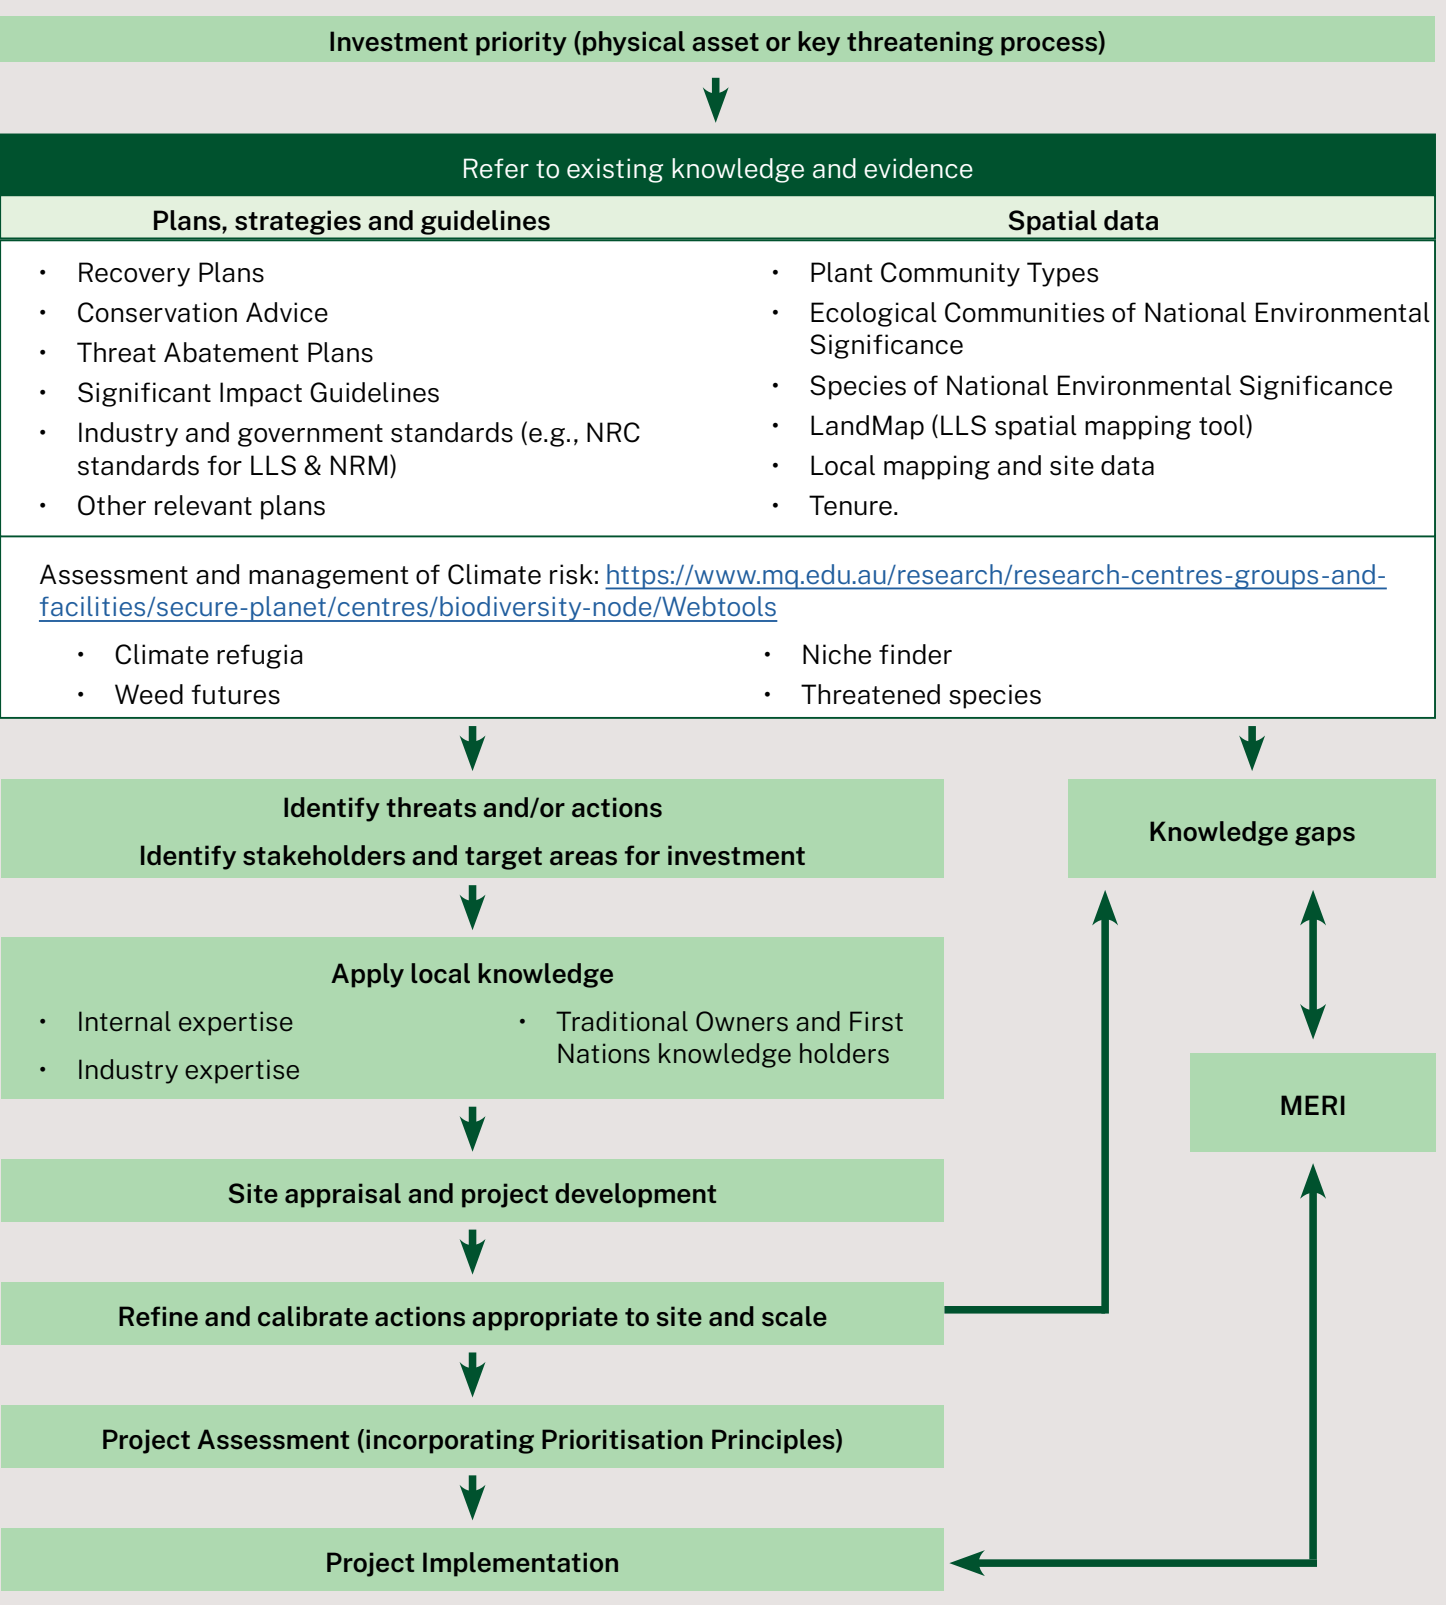 Investment priority (physical asset or key threatening process)
Refer to existing knowledge and evidence
Plans, strategies and guidelines
• Recovery Plans
• Conservation Advice
• Threat Abatement Plans
• Significant Impact Guidelines
• Industry and government standards (e.g., NRC
standards for LLS & NRM)
• Other relevant plans
Spatial data
• Plant Community Types
• Ecological Communities of National Environmental
Significance
• Species of National Environmental Significance
• LandMap (LLS spatial mapping tool)
• Local mapping and site data
• Tenure.
Assessment and management of Climate risk: https://www.mq.edu.au/research/research-centres-groups-and-
facilities/secure-planet/centres/biodiversity-node/Webtools
• Climate refugia
• Weed futures
• Niche finder
• Threatened species
Identify threats and/or actions
Identify stakeholders and target areas for investment
Knowledge gaps
Apply local knowledge
• Internal expertise
• Industry expertise
• Traditional Owners and First
Nations knowledge holders
MERI
Site appraisal and project development
Refine and calibrate actions appropriate to site and scale
Project Assessment (incorporating Prioritisation Principles)
Project Implementation